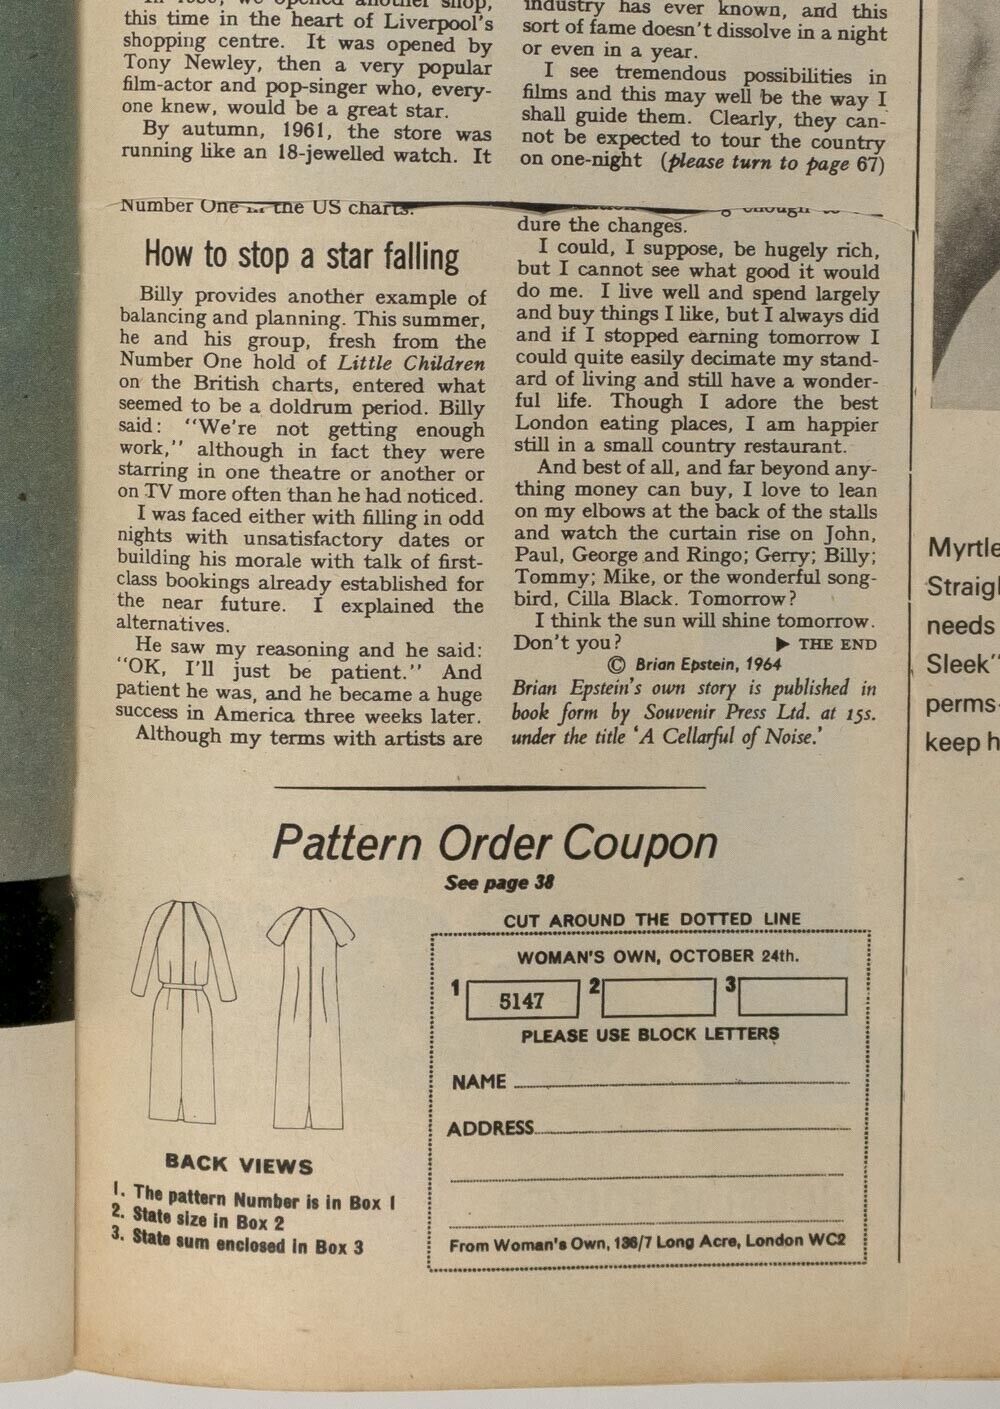 this time in the heart of Liverpool's
shopping centre. It was opened by
Tony Newley, then a very popular
film-actor and pop-singer who, every-
one knew, would be a great star.
By autumn, 1961, the store was
running like an 18-jewelled watch. It
industry has ever known, and this
sort of fame doesn't dissolve in a night
or even in a year.
I see tremendous possibilities in
films and this may well be the way I
shall guide them. Clearly, they can-
not be expected to tour the country
on one-night (please turn to page 67)
Number One in the US charts.
How to stop a star falling
Billy provides another example of
balancing and planning. This summer,
he and his group, fresh from the
Number One hold of Little Children
on the British charts, entered what
seemed to be a doldrum period. Billy
said: "We're not getting enough
work," although in fact they were
starring in one theatre or another or
on TV more often than he had noticed.
I was faced either with filling in odd
nights with unsatisfactory dates or
building his morale with talk of first-
class bookings already established for
the near future. I explained the
alternatives.
He saw my reasoning and he said:
"OK, I'll just be patient." And
patient he was, and he became a huge
success in America three weeks later.
Although my terms with artists are
dure the changes.
I could, I suppose, be hugely rich,
but I cannot see what good it would
do me. I live well and spend largely
and buy things I like, but I always did
and if I stopped earning tomorrow I
could quite easily decimate my stand-
ard of living and still have a wonder-
ful life. Though I adore the best
London eating places, I am happier
still in a small country restaurant.
And best of all, and far beyond any-
thing money can buy, I love to lean
on my elbows at the back of the stalls
and watch the curtain rise on John,
Paul, George and Ringo; Gerry; Billy;
Tommy; Mike, or the wonderful song-
bird, Cilla Black. Tomorrow?
I think the sun will shine tomorrow.
Don't you? ▶ THE END
© Brian Epstein, 1964
Brian Epstein's own story is published in
book form by Souvenir Press Ltd. at 15s.
under the title 'A Cellarful of Noise.'
Myrtle
Straigh
needs
Sleek"
perms-
keep h
Pattern Order Coupon
See page 38
BACK VIEWS
1. The pattern Number is in Box 1
2. State size in Box 2
3. State sum enclosed in Box 3
CUT AROUND THE DOTTED LINE
WOMAN'S OWN, OCTOBER 24th.
1 5147 2 3
PLEASE USE BLOCK LETTERS
NAME
ADDRESS
From Woman's Own, 136/7 Long Acre, London WC2